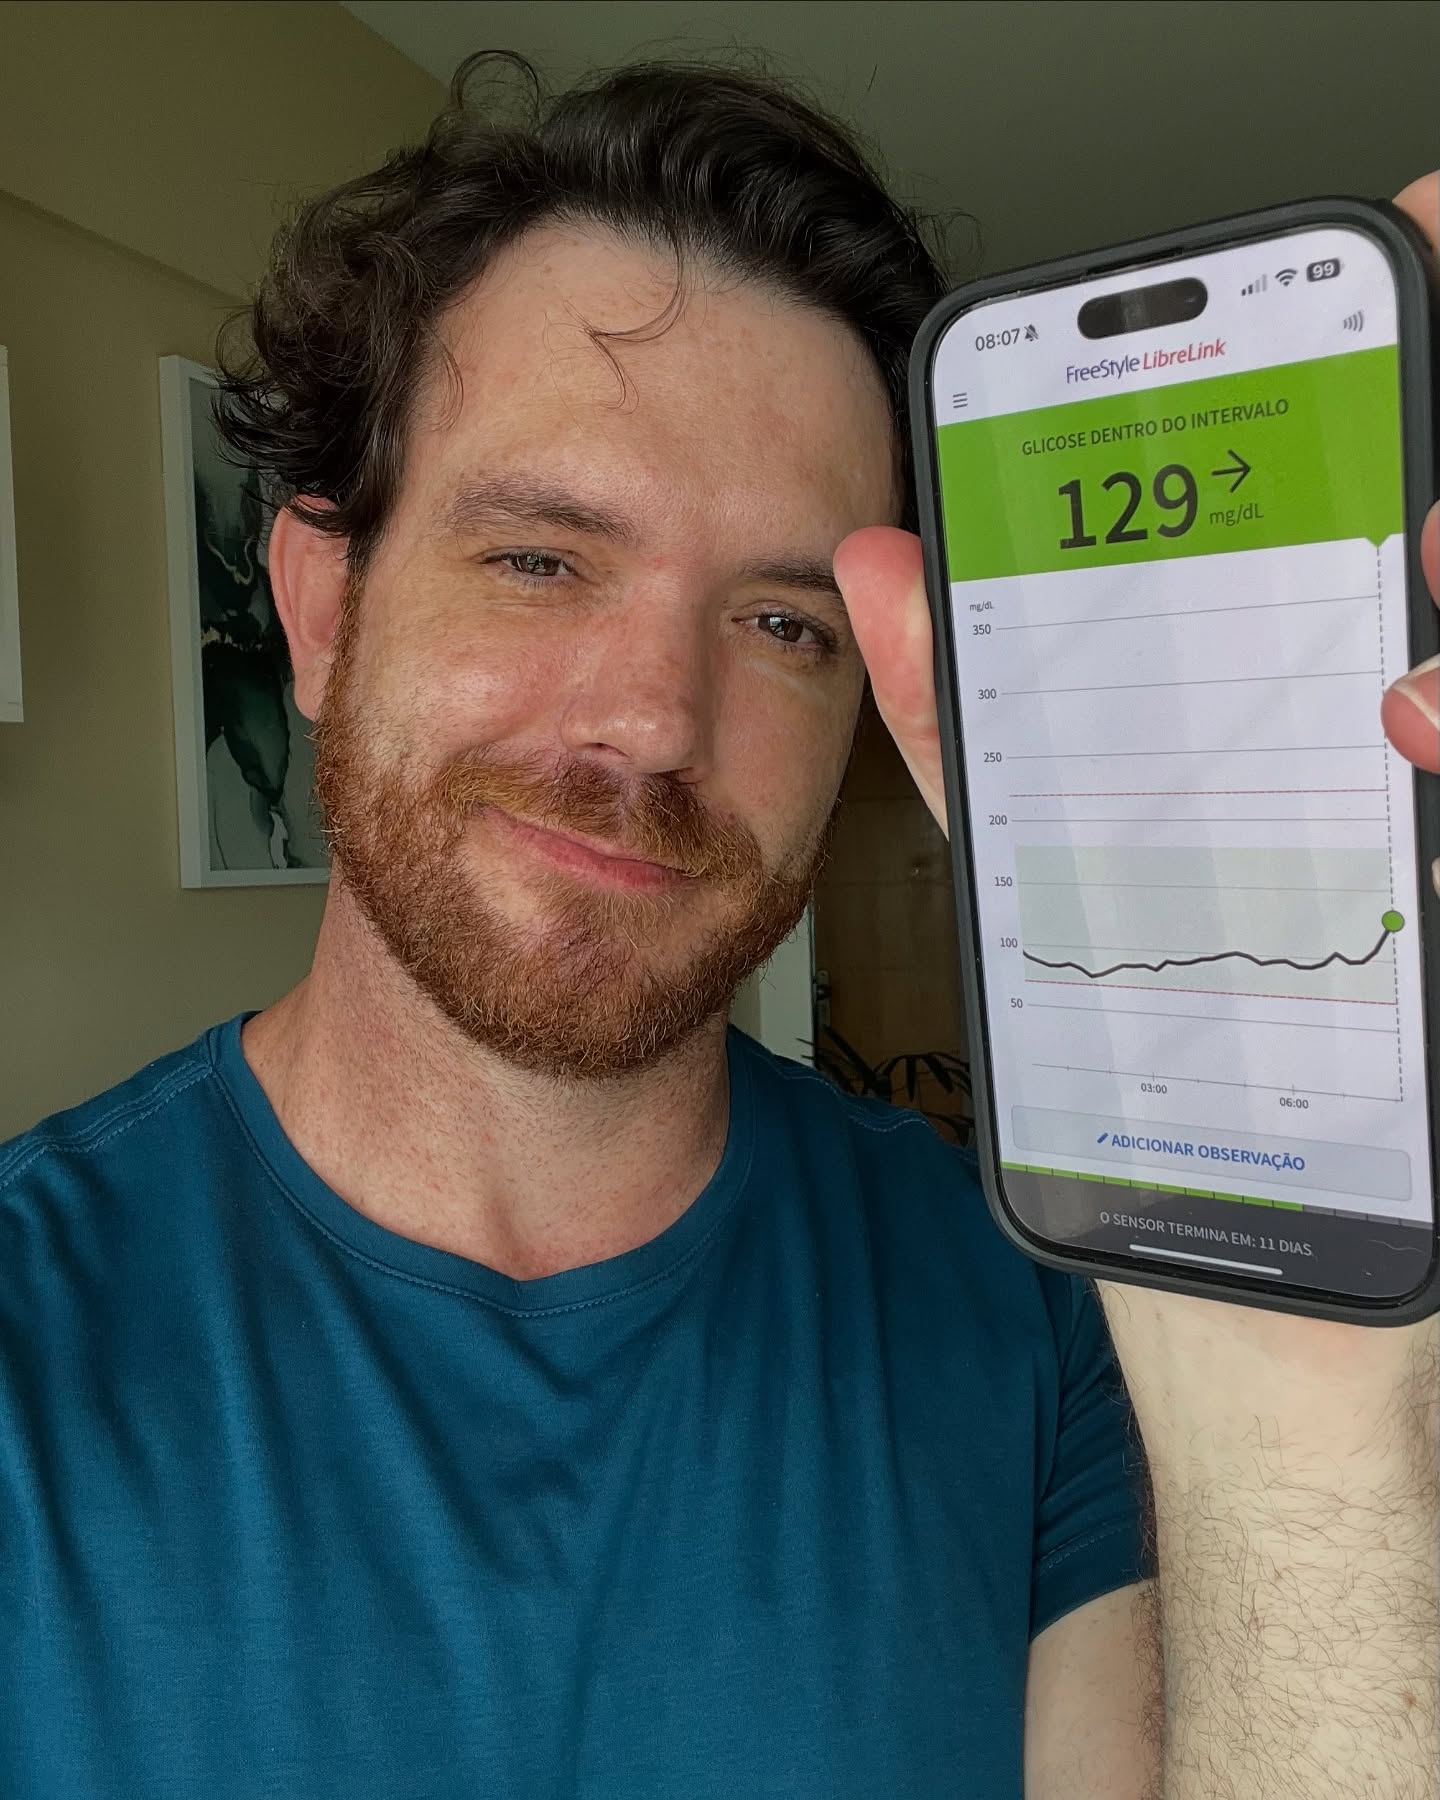 08:07
99
FreeStyle LibreLink
GLICOSE DENTRO DO INTERVALO
129 →
mg/dL
mg/dL
350
300
250
200
150
100
50
03:00
06:00
ADICIONAR OBSERVAÇÃO
O SENSOR TERMINA EM: 11 DIAS